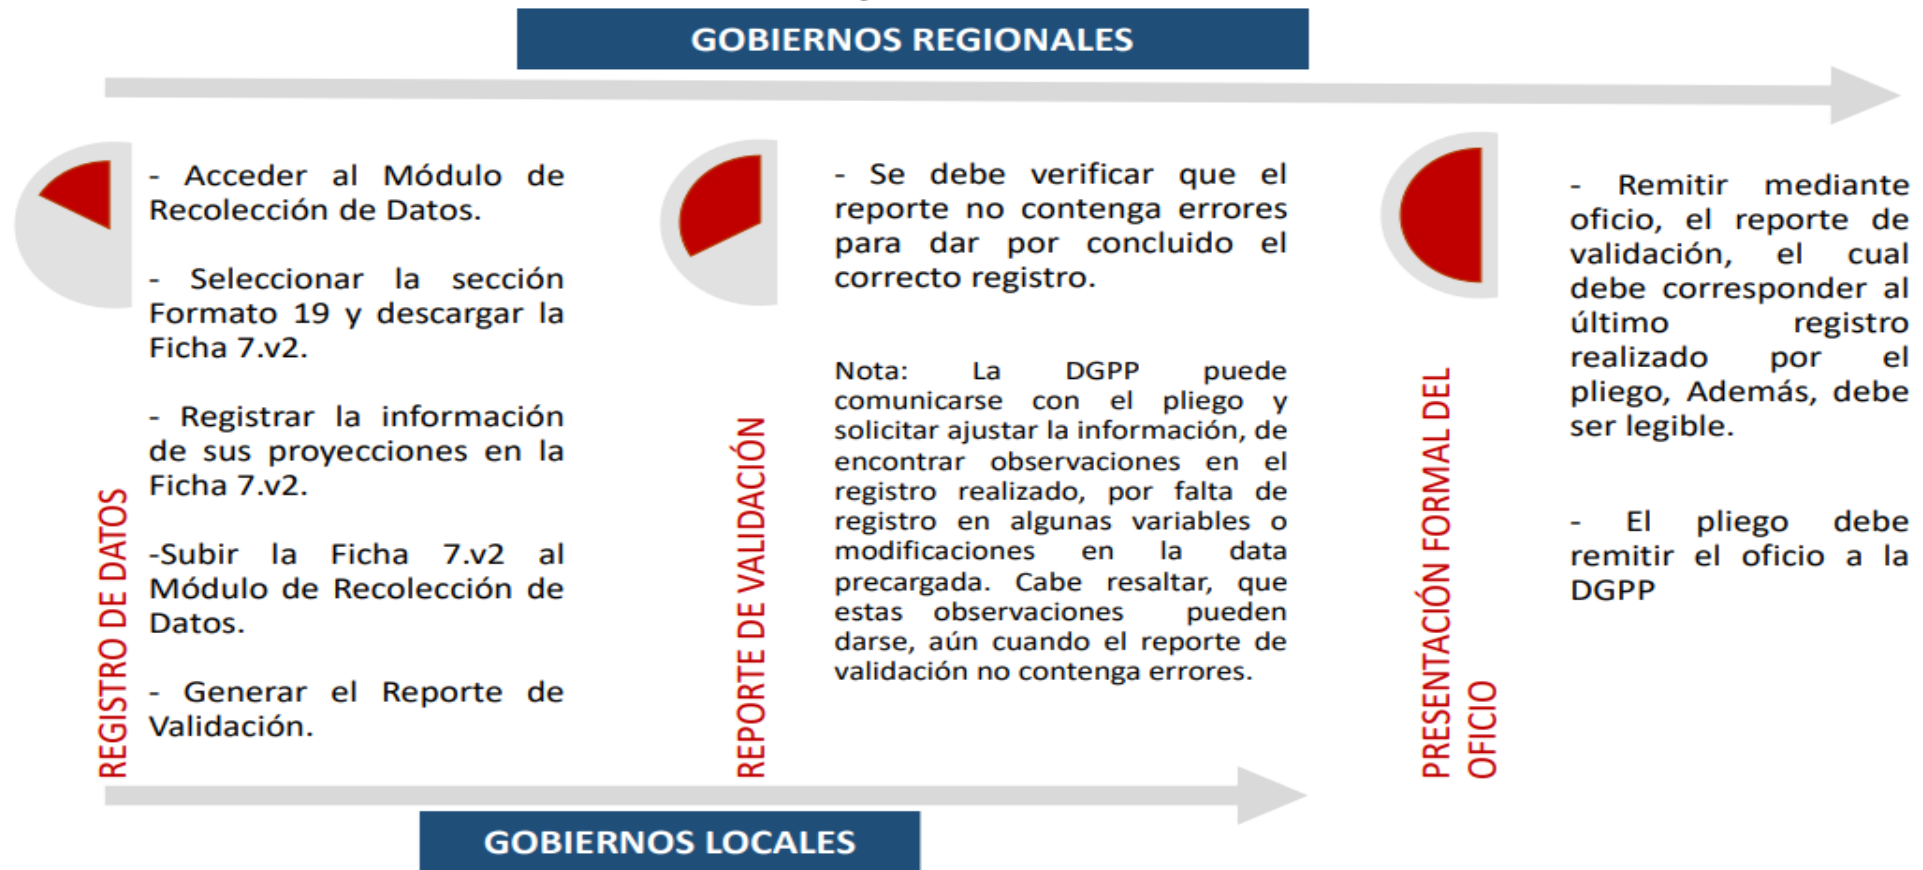 GOBIERNOS REGIONALES
REGISTRO DE DATOS
- Acceder al Módulo de
Recolección de Datos.
- Seleccionar la sección
Formato 19 y descargar la
Ficha 7.v2.
- Registrar la información
de sus proyecciones en la
Ficha 7.v2.
-Subir la Ficha 7.v2 al
Módulo de Recolección de
Datos.
- Generar el Reporte de
Validación.
REPORTE DE VALIDACIÓN
- Se debe verificar que el
reporte no contenga errores
para dar por concluido el
correcto registro.
Nota: La DGPP puede
comunicarse con el pliego y
solicitar ajustar la información, de
encontrar observaciones en el
registro realizado, por falta de
registro en algunas variables o
modificaciones en la data
precargada. Cabe resaltar, que
estas observaciones pueden
darse, aún cuando el reporte de
validación no contenga errores.
PRESENTACIÓN FORMAL DEL
OFICIO
- Remitir mediante
oficio, el reporte de
validación, el cual
debe corresponder al
último registro
realizado por el
pliego, Además, debe
ser legible.
- El pliego debe
remitir el oficio a la
DGPP
GOBIERNOS LOCALES